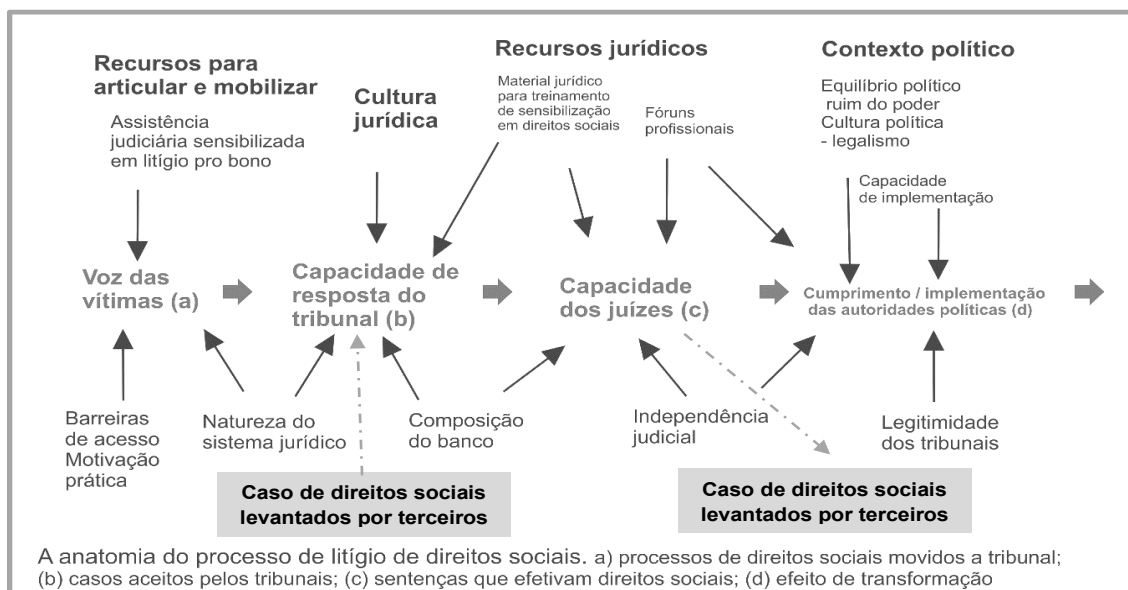 Recursos para
articular e mobilizar
Assistência
judiciária sensibilizada
em litígio pro bono
Cultura
jurídica
Recursos jurídicos
Material jurídico
para treinamento
de sensibilização
em direitos sociais
Fóruns
profissionais
Contexto político
Equilíbrio político
ruim do poder
Cultura política
- legalismo
Capacidade
de implementação
Voz das
vítimas (a)
Capacidade de
resposta do
tribunal (b)
Capacidade
dos juízes (c)
Cumprimento / implementação
das autoridades políticas (d)
Barreiras
de acesso
Motivação
prática
Natureza do
sistema jurídico
Composição
do banco
Independência
judicial
Legitimidade
dos tribunais
Caso de direitos sociais
levantados por terceiros
Caso de direitos sociais
levantados por terceiros
A anatomia do processo de litígio de direitos sociais. a) processos de direitos sociais movidos a tribunal;
(b) casos aceitos pelos tribunais; (c) sentenças que efetivam direitos sociais; (d) efeito de transformação